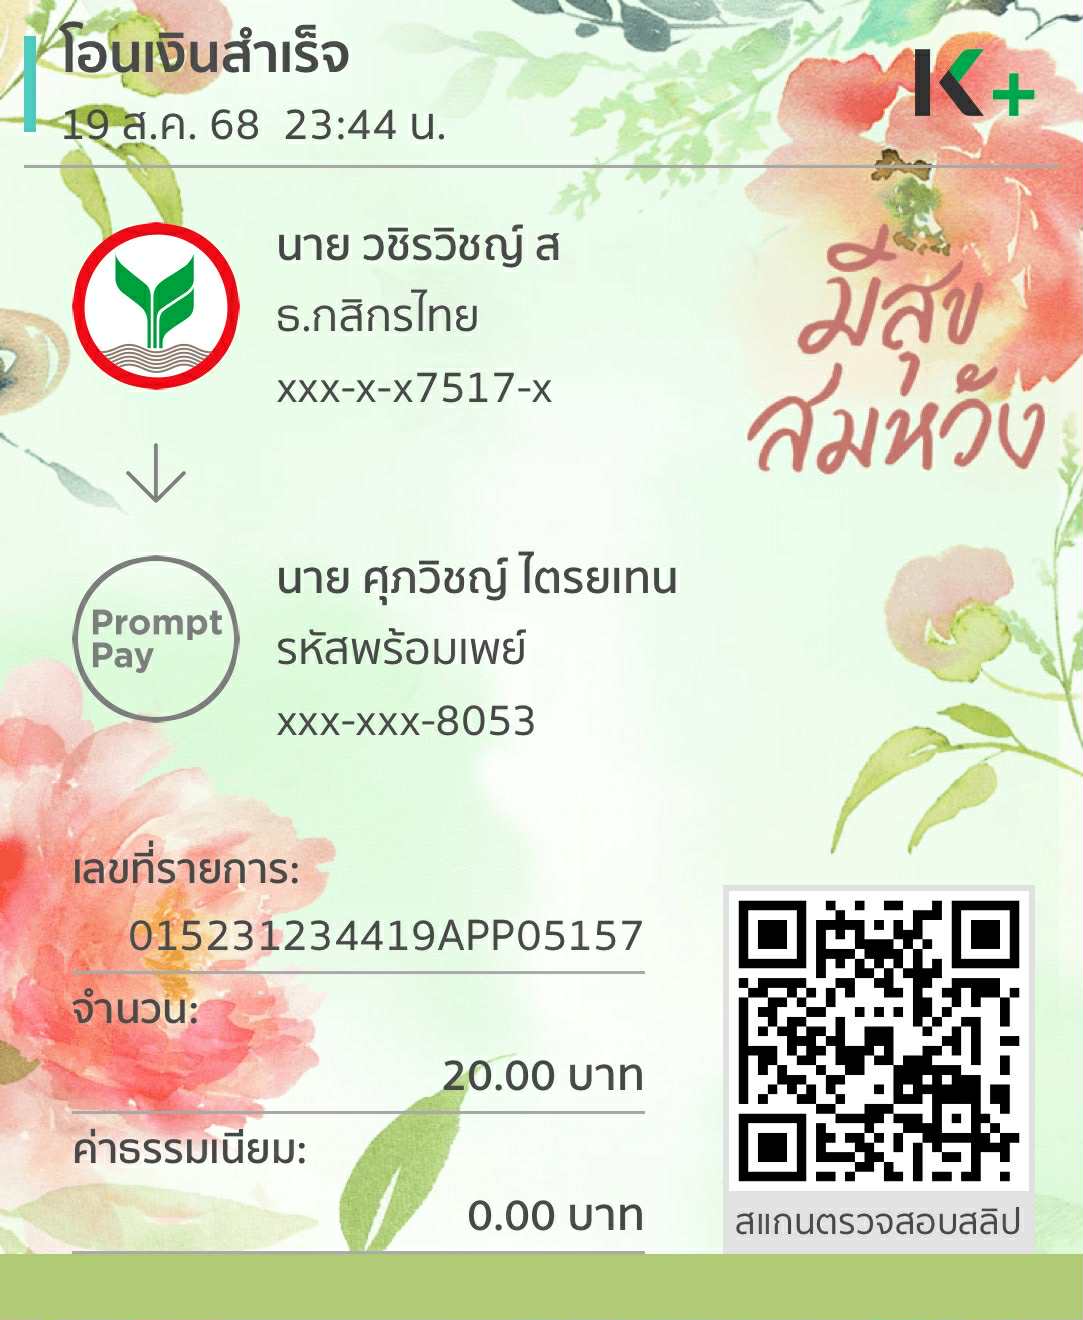 โอนเงินสำเร็จ
19 ส.ค. 68 23:44 น.
K+
นาย วชิรวิชญ์ ส
ธ.กสิกรไทย
xxx-x-x7517-x
มีสุข
สมหวัง
นาย ศุภวิชญ์ ไตรยเทน
Prompt
Pay
รหัสพร้อมเพย์
xxx-xxx-8053
เลขที่รายการ:
015231234419APP05157
จำนวน:
20.00 บาท
ค่าธรรมเนียม:
0.00 บาท
สแกนตรวจสอบสลิป